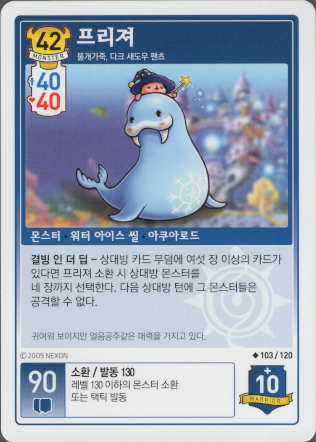 42
MONSTER
프리져
물개가죽, 다크 섀도우 팬츠
40
40
몬스터 · 워터 아이스 씰 · 아쿠아로드
결빙 인 더 딥 – 상대방 카드 무덤에 여섯 장 이상의 카드가
있다면 프리져 소환 시 상대방 몬스터를
네 장까지 선택한다. 다음 상대방 턴에 그 몬스터들은
공격할 수 없다.
귀여워 보이지만 얼음공주같은 매력을 가지고 있다.
©2009 NEXON
◆103/120
90
소환 / 발동 130
레벨 130 이하의 몬스터 소환
또는 택틱 발동
+
10
WARRIOR